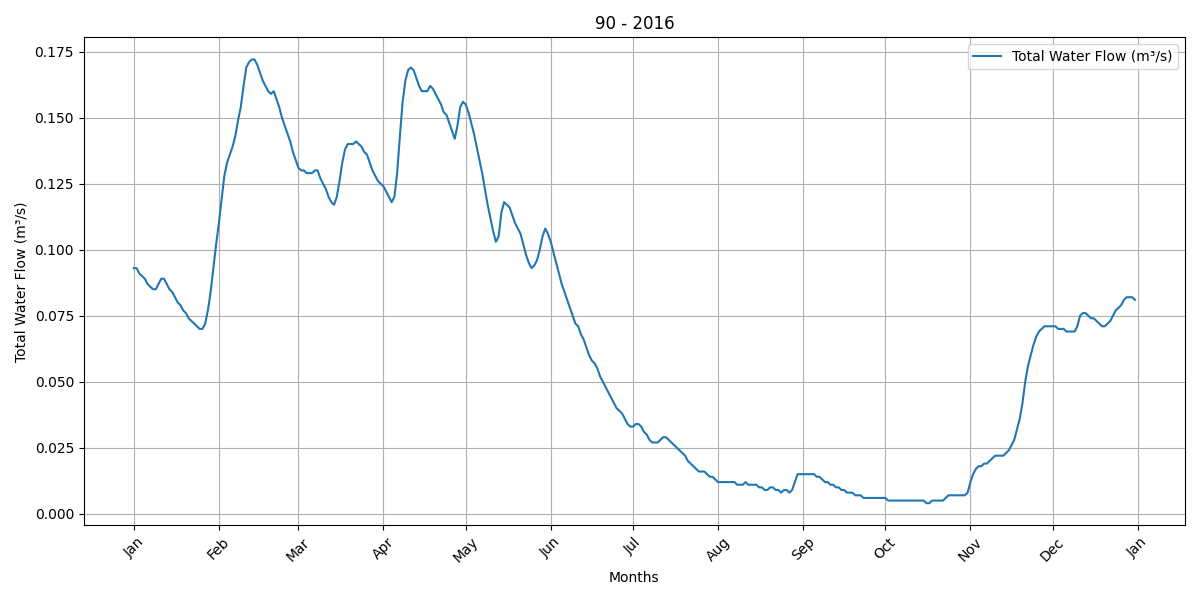 90 - 2016
Total Water Flow (m³/s)
Total Water Flow (m³/s)
0.175
0.150
0.125
0.100
0.075
0.050
0.025
0.000
Jan
Feb
Mar
Apr
May
Jun
Jul
Aug
Sep
Oct
Nov
Dec
Jan
Months